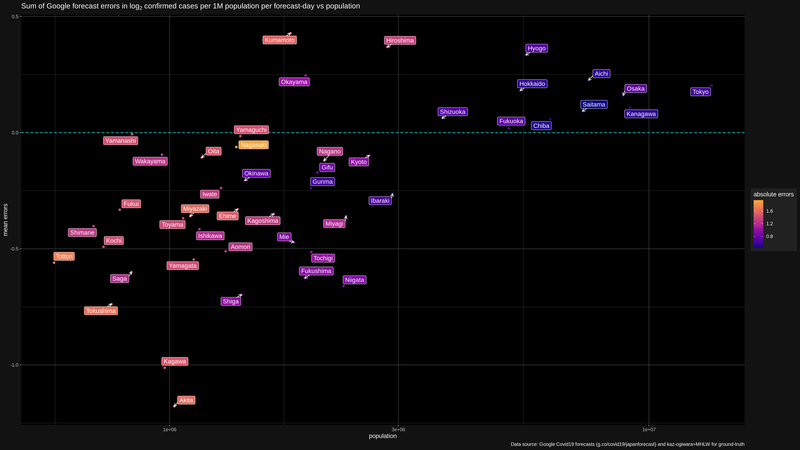 Sum of Google forecast errors in log₂ confirmed cases per 1M population per forecast-day vs population
0.5
Kumamoto
Hiroshima
Hyogo
Aichi
Okayama
Hokkaido
Osaka
Tokyo
Saitama
Shizuoka
Kanagawa
Fukuoka
Chiba
0.0
Yamaguchi
Yamanashi
Nagasaki
Oita
Nagano
Wakayama
Kyoto
Gifu
Okinawa
Gunma
Iwate
Ibaraki
Fukui
Miyazaki
Ehime
Kagoshima
Toyama
Miyagi
Shimane
Ishikawa
Mie
Kochi
Aomori
-0.5
Tottori
Tochigi
Yamagata
Fukushima
Saga
Niigata
Shiga
Tokushima
Kagawa
-1.0
Akita
mean errors
1e+06
3e+06
1e+07
population
absolute errors
1.6
1.2
0.8
Data source: Google Covid19 forecasts (g.co/covid19/japanforecast) and kaz-ogiwara+MHLW for ground-truth